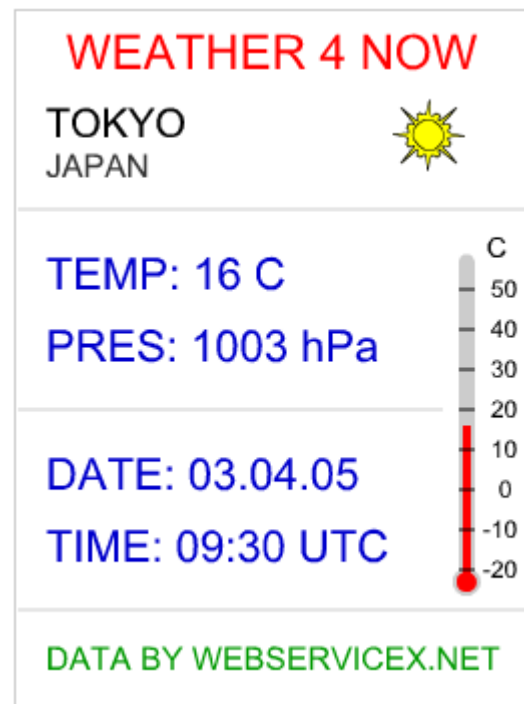 WEATHER 4 NOW
TOKYO
JAPAN
TEMP: 16 C
PRES: 1003 hPa
DATE: 03.04.05
TIME: 09:30 UTC
C
50
40
30
20
10
0
-10
-20
DATA BY WEBSERVICEX.NET